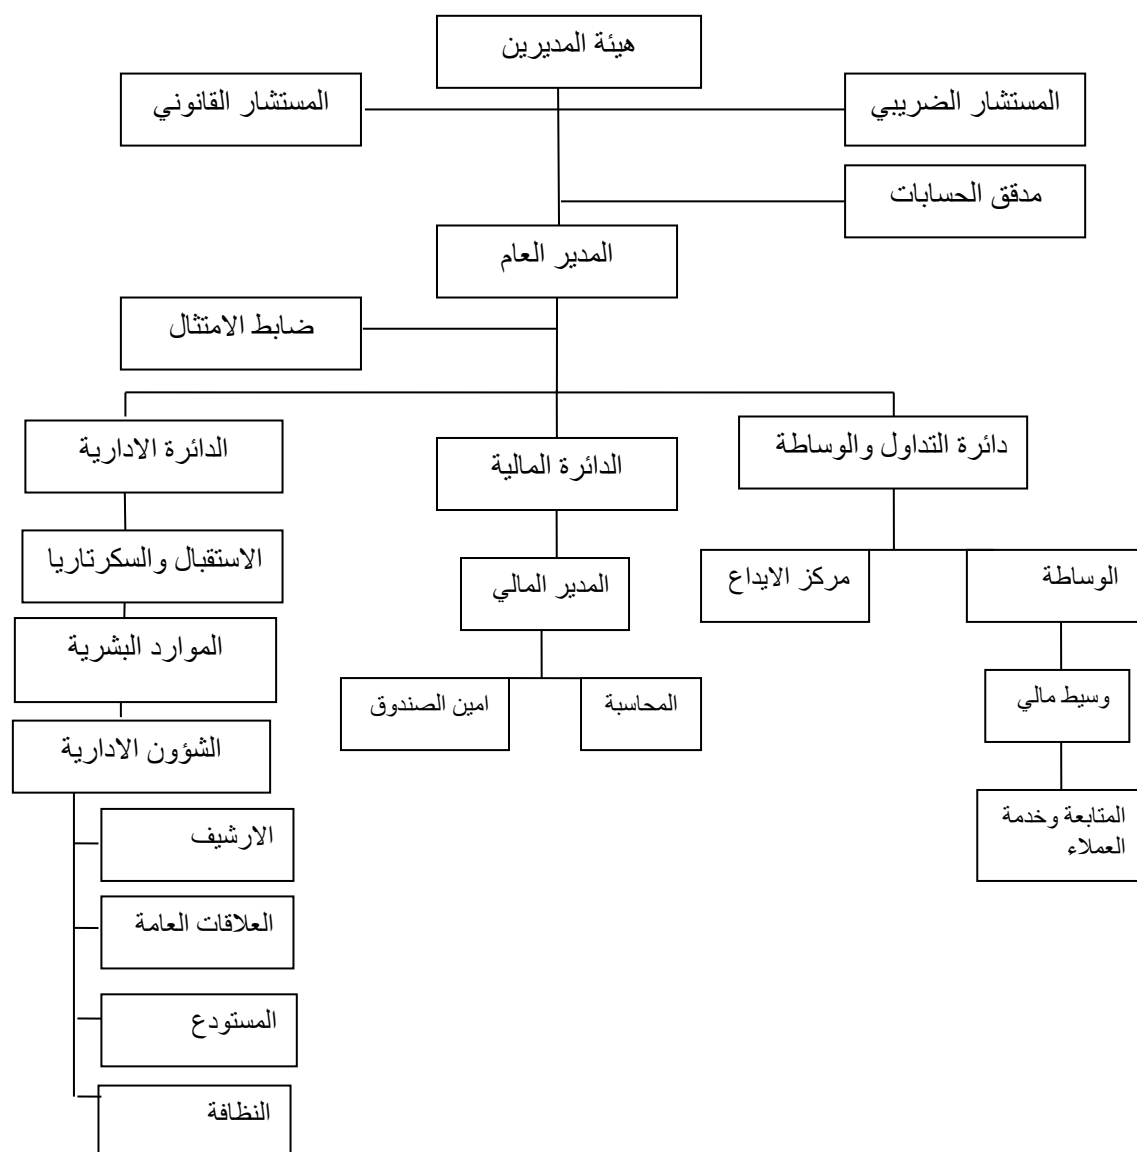 هيئة المديرين
المستشار الضريبي
المستشار القانوني
مدقق الحسابات
المدير العام
ضابط الامتثال
دائرة التداول والوساطة
الدائرة المالية
الدائرة الادارية
الوساطة
مركز الايداع
المدير المالي
الاستقبال والسكرتاريا
الموارد البشرية
وسيط مالي
المحاسبة
امين الصندوق
الشؤون الادارية
المتابعة وخدمة
العملاء
الارشيف
العلاقات العامة
المستودع
النظافة